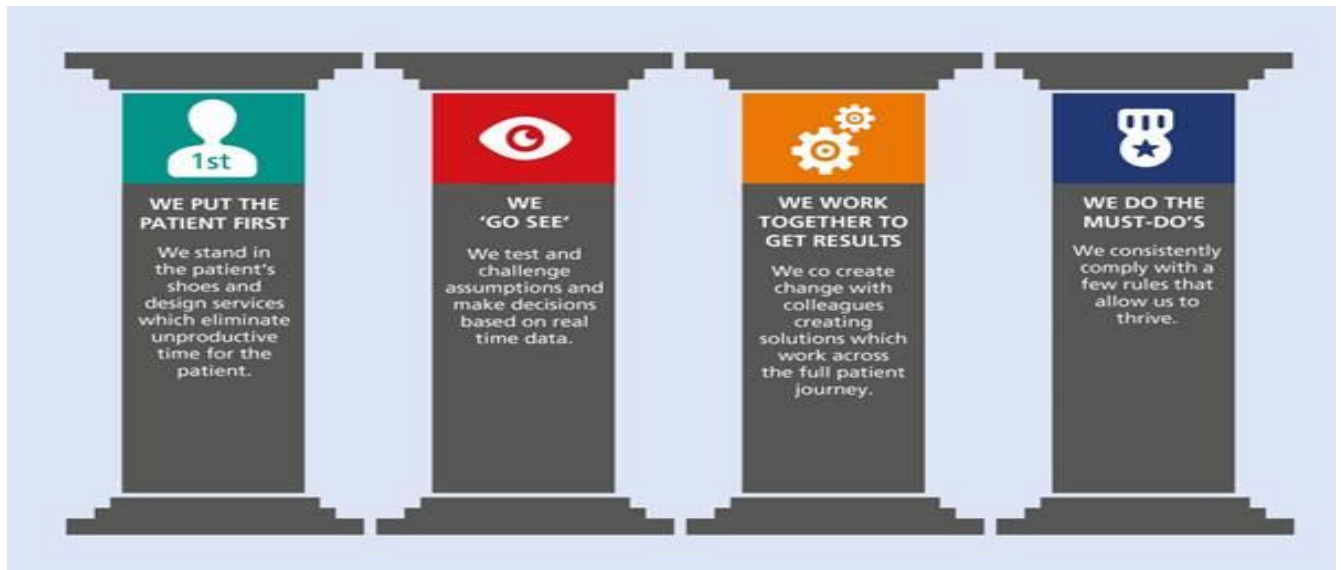 1st
WE PUT THE
PATIENT FIRST
We stand in
the patient's
shoes and
design services
which eliminate
unproductive
time for the
patient.
WE
‘GO SEE’
We test and
challenge
assumptions and
make decisions
based on real
time data.
WE WORK
TOGETHER TO
GET RESULTS
We co create
change with
colleagues
creating
solutions which
work across
the full patient
journey.
WE DO THE
MUST-DO'S
We consistently
comply with a
few rules that
allow us to
thrive.